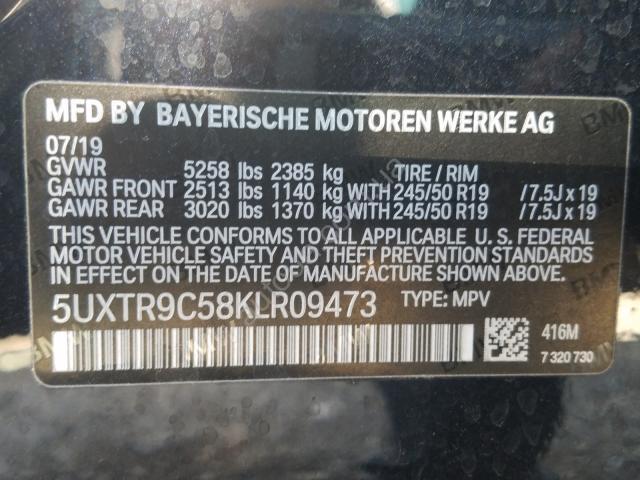 MFD BY BAYERISCHE MOTOREN WERKE AG
07/19
GVWR 5258 lbs 2385 kg TIRE / RIM
GAWR FRONT 2513 lbs 1140 kg WITH 245/50 R19 /7.5J x 19
GAWR REAR 3020 lbs 1370 kg WITH 245/50 R19 /7.5J x 19
THIS VEHICLE CONFORMS TO ALL APPLICABLE U. S. FEDERAL
MOTOR VEHICLE SAFETY AND THEFT PREVENTION STANDARDS
IN EFFECT ON THE DATE OF MANUFACTURE SHOWN ABOVE.
5UXTR9C58KLR09473 TYPE: MPV
416M
7 320 730